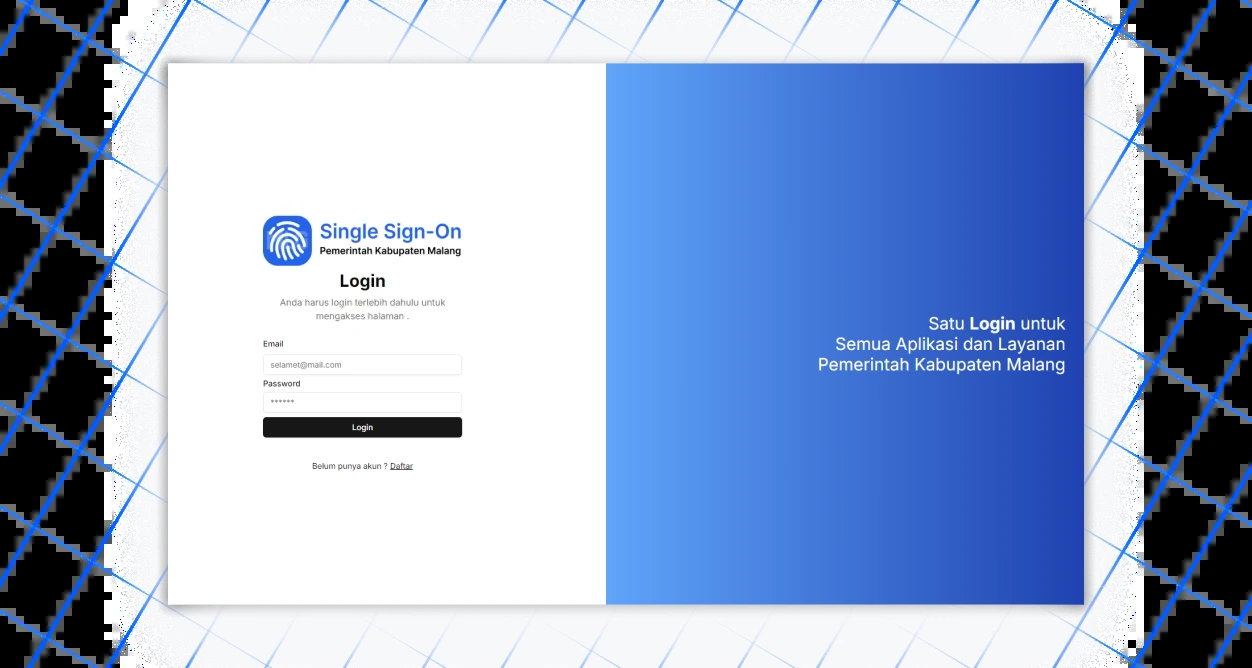 Single Sign-On
Pemerintah Kabupaten Malang
Login
Anda harus login terlebih dahulu untuk
mengakses halaman .
Email
selamet@mail.com
Password
******
Login
Belum punya akun ? Daftar
Satu Login untuk
Semua Aplikasi dan Layanan
Pemerintah Kabupaten Malang